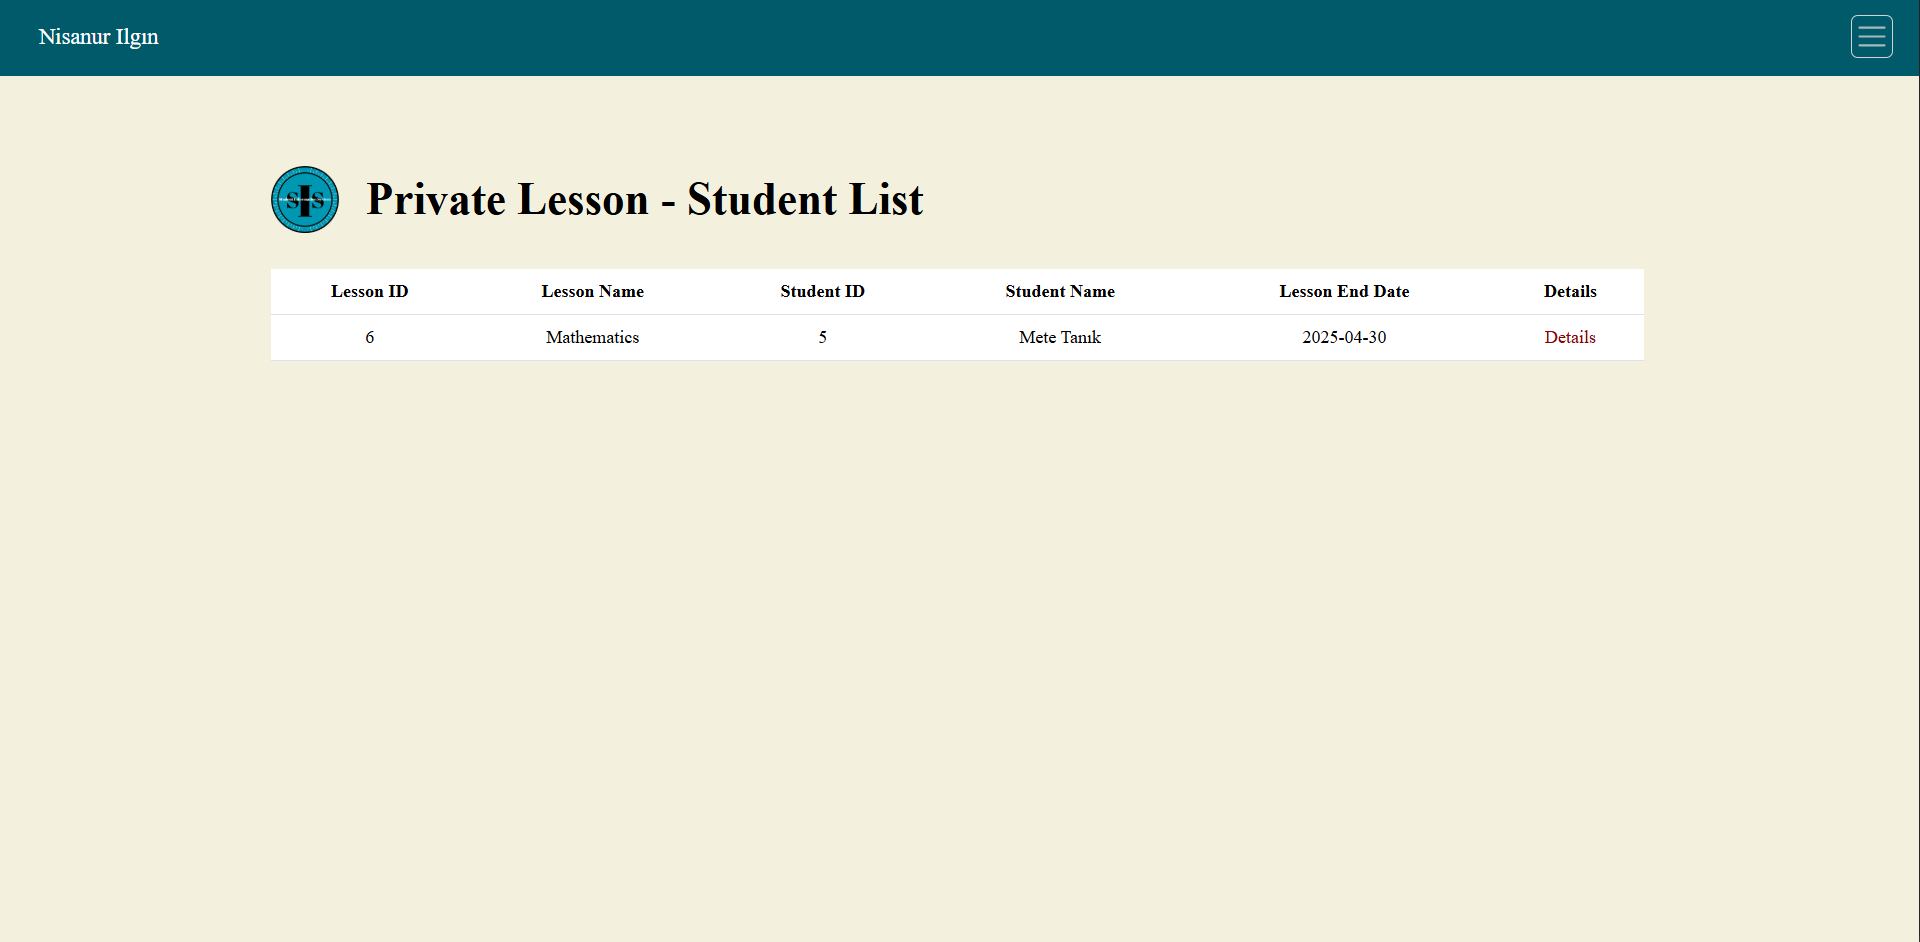 Nisanur Ilgın
SIS
Private Lesson - Student List
Lesson ID Lesson Name Student ID Student Name Lesson End Date Details
6 Mathematics 5 Mete Tanık 2025-04-30 Details